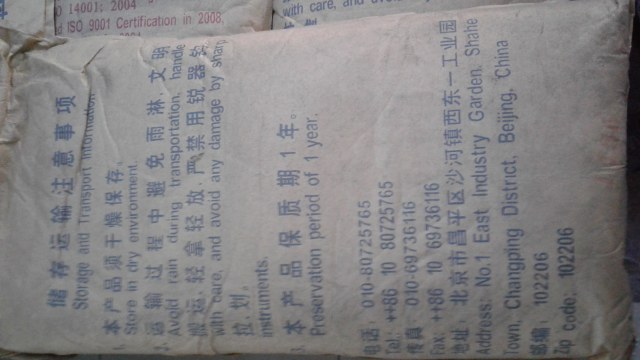 储存运输注意事项
Storage and Transport Information
1. 本产品须干燥保存。
Store in dry environment.
2. 运输过程中避免雨淋,文明
Avoid rain during transportation, handle
搬运,轻拿轻放,严禁用锐器钩
with care, and avoid any damage by sharp
拉、划。
instruments.
3. 本产品保质期1年。
Preservation period of 1 year.
电话: 010-80725765
Tel: ++86 10 80725765
传真: 010-69736116
Fax: ++86 10 69736116
地址: 北京市昌平区沙河镇西东一工业园
Address: No.1 East Industry Garden, Shahe
Town, Changping District, Beijing, China
邮编: 102206
Zip code: 102206
ISO 9001 Certification in 2008
with care, and